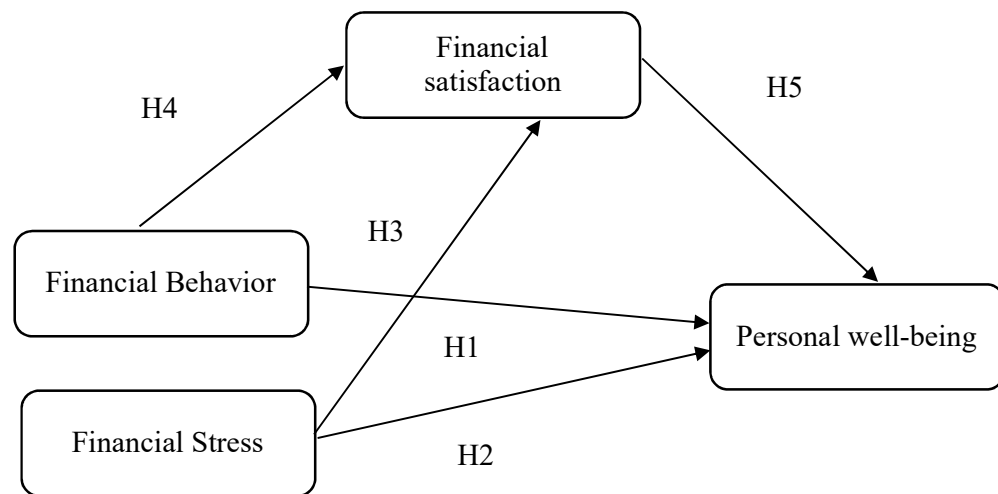 Financial
satisfaction
H5
H4
H3
Financial Behavior
Personal well-being
H1
Financial Stress
H2